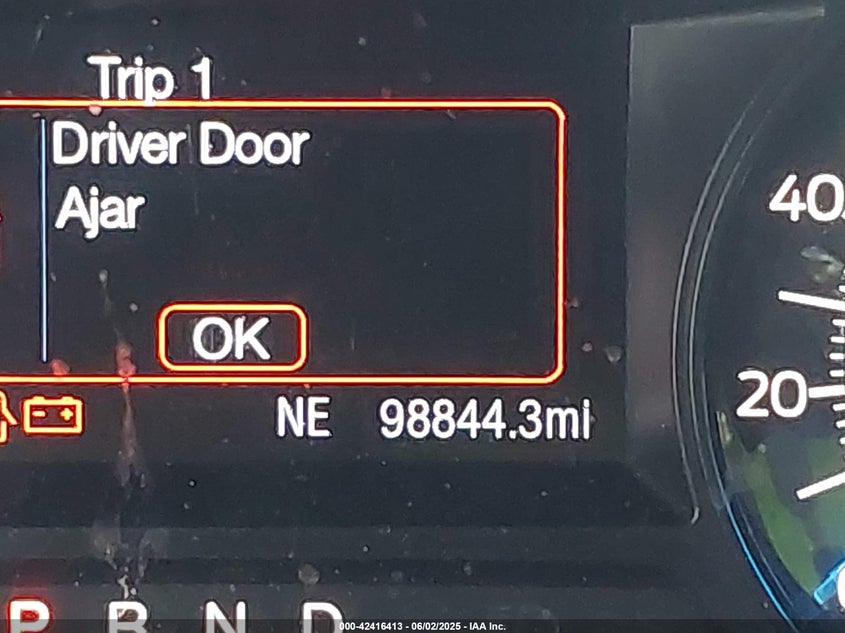 Trip 1
Driver Door
Ajar
OK
NE 98844.3mi
40
20
P R N D
000-42416413 - 06/02/2025 - IAA Inc.